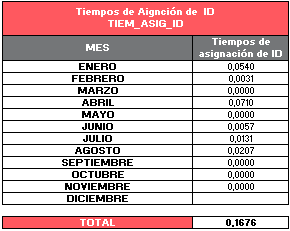 Tiempos de Aignción de ID
TIEM_ASIG_ID
MES Tiempos de asignación de ID
ENERO 0,0540
FEBRERO 0,0031
MARZO 0,0000
ABRIL 0,0710
MAYO 0,0000
JUNIO 0,0057
JULIO 0,0131
AGOSTO 0,0207
SEPTIEMBRE 0,0000
OCTUBRE 0,0000
NOVIEMBRE 0,0000
DICIEMBRE
TOTAL 0,1676